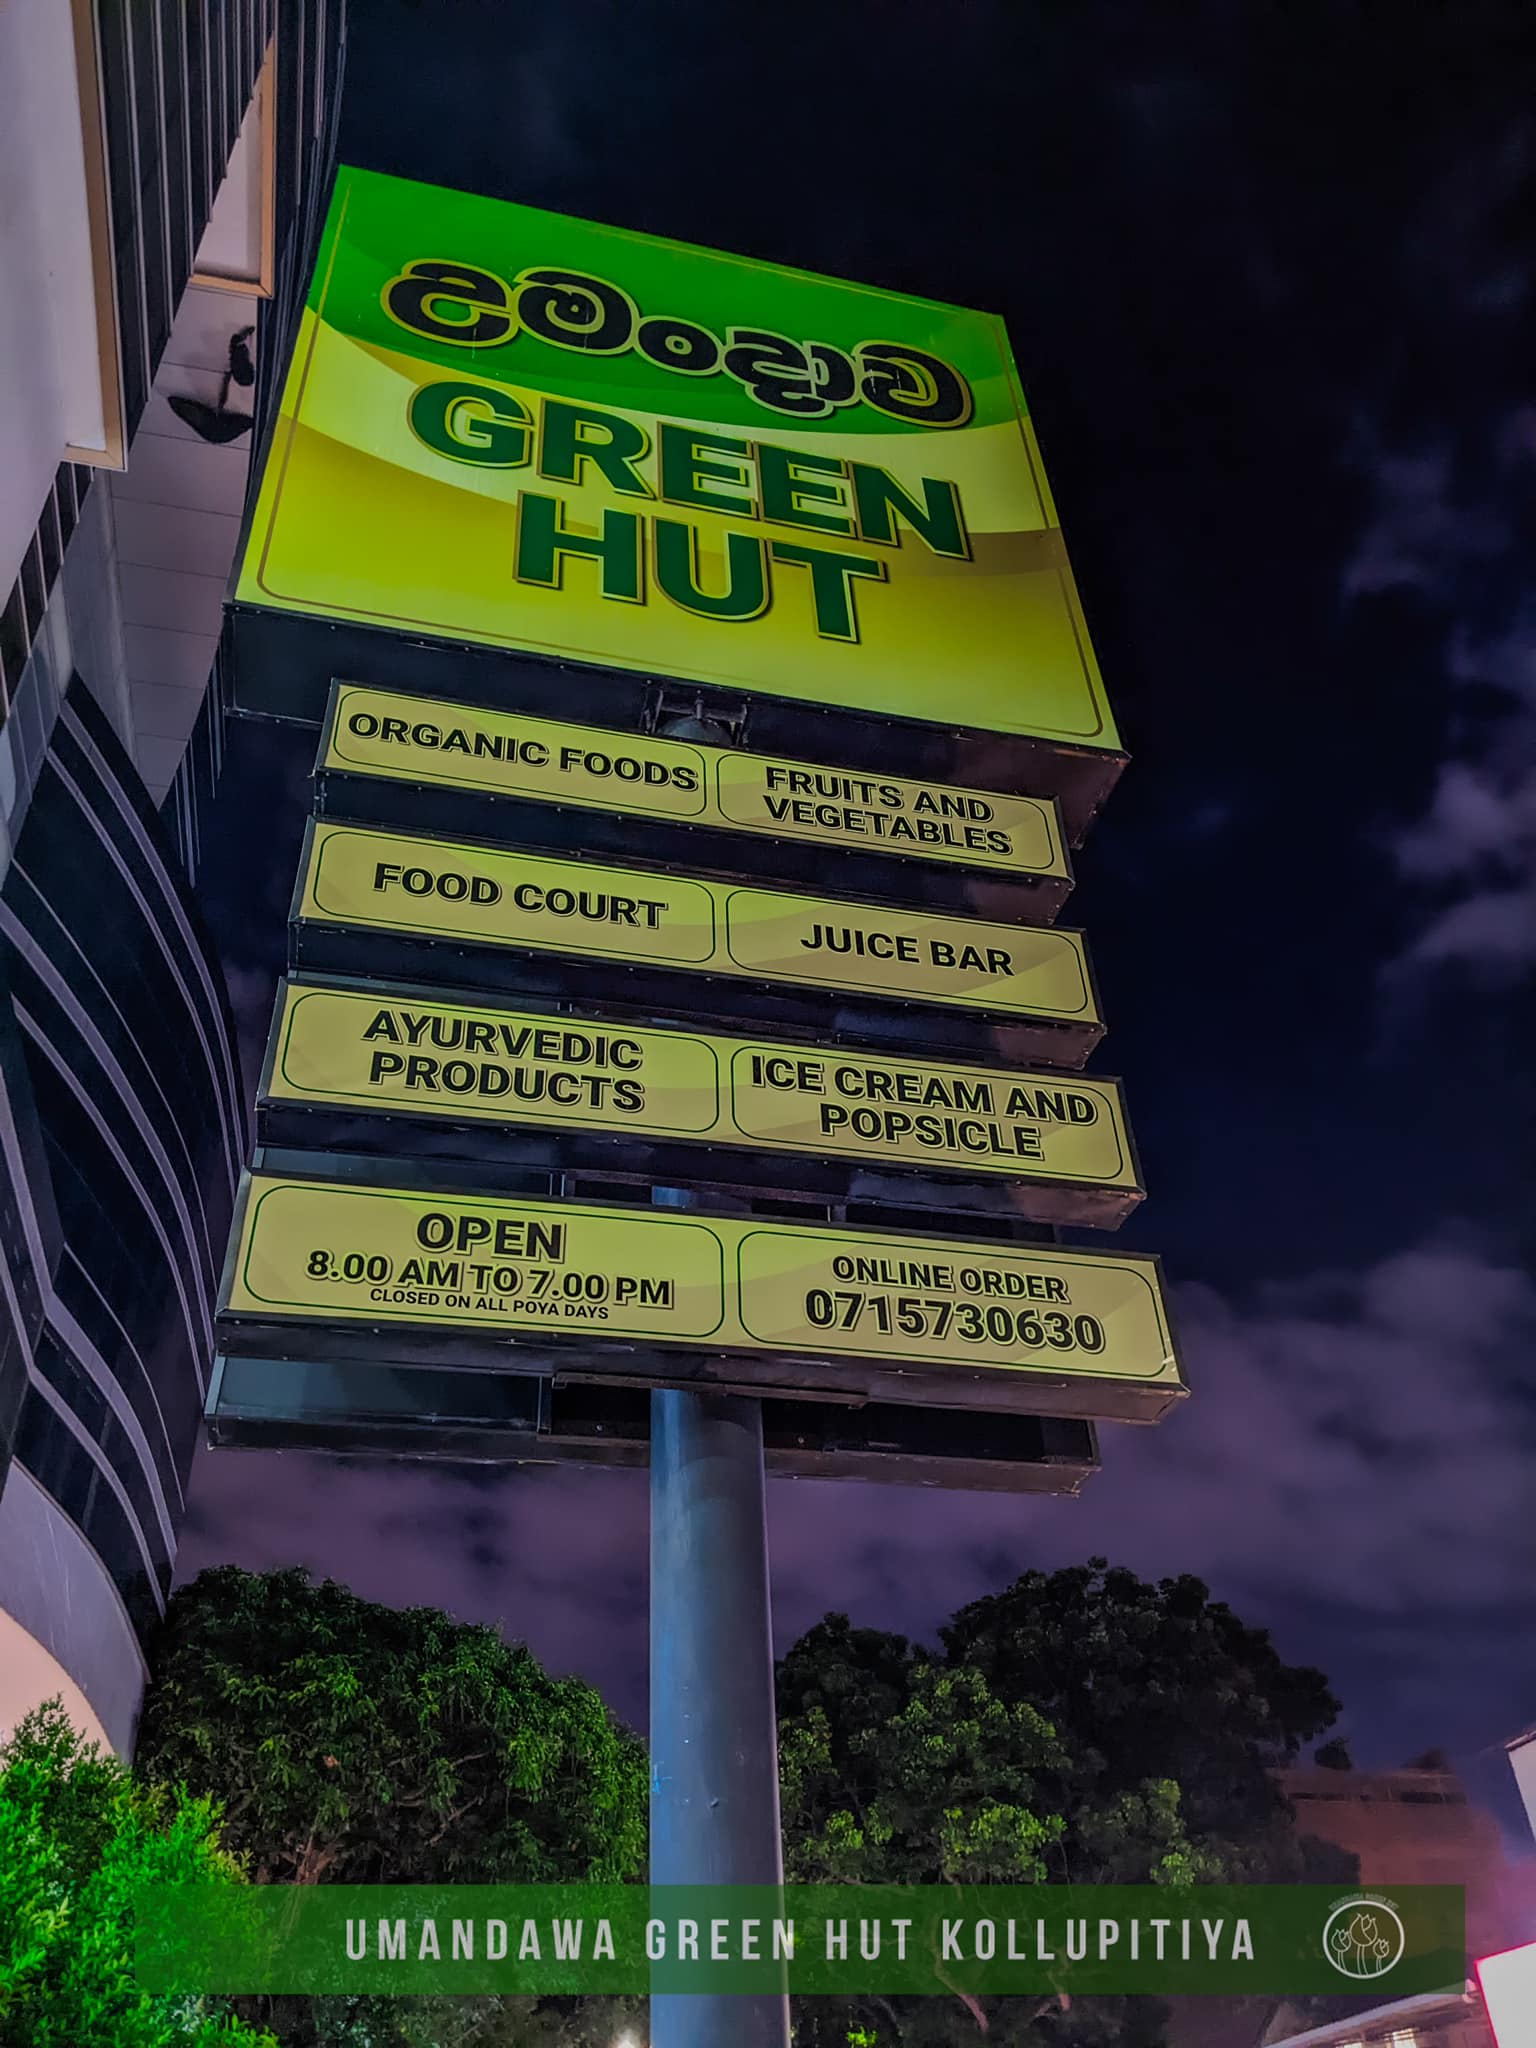 උමංදාව
GREEN
HUT
ORGANIC FOODS
FRUITS AND
VEGETABLES
FOOD COURT
JUICE BAR
AYURVEDIC
PRODUCTS
ICE CREAM AND
POPSICLE
OPEN
8.00 AM TO 7.00 PM
CLOSED ON ALL POYA DAYS
ONLINE ORDER
0715730630
UMANDAWA GREEN HUT KOLLUPITIYA